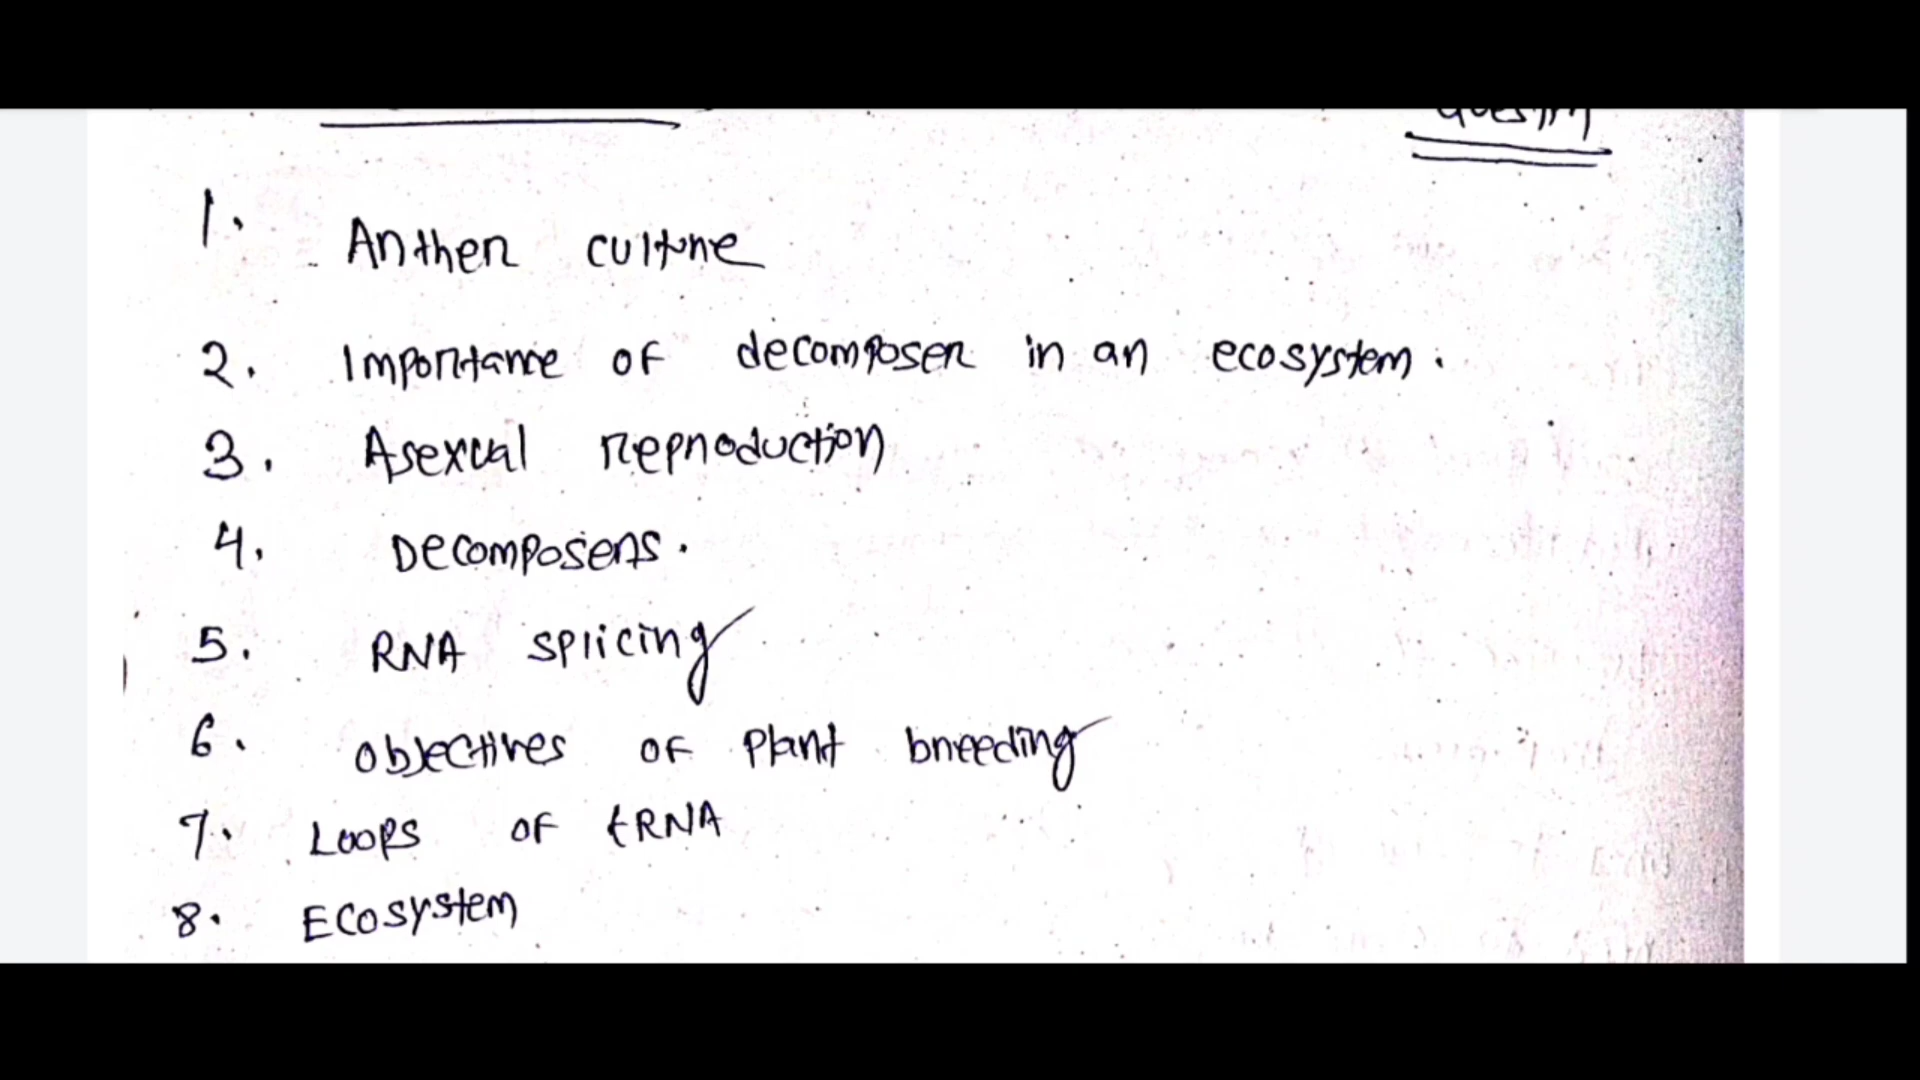 1. Anther culture
2. Importance of decomposer in an ecosystem.
3. Asexual reproduction
4. Decomposers.
5. RNA splicing
6. Objectives of Plant breeding
7. Loops of tRNA
8. Ecosystem